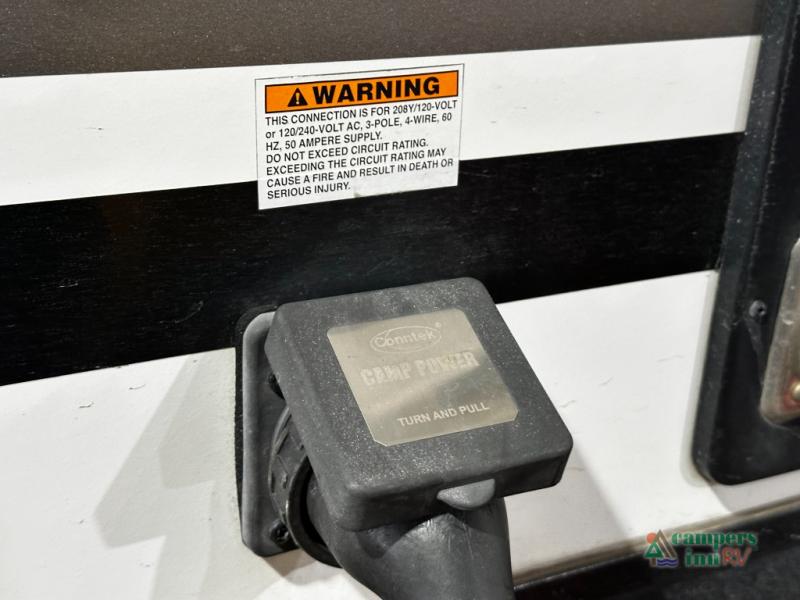 WARNING
THIS CONNECTION IS FOR 208Y/120-VOLT
or 120/240-VOLT AC, 3-POLE, 4-WIRE, 60
HZ, 50 AMPERE SUPPLY.
DO NOT EXCEED CIRCUIT RATING.
EXCEEDING THE CIRCUIT RATING MAY
CAUSE A FIRE AND RESULT IN DEATH OR
SERIOUS INJURY.
Conntek®
CAMP POWER
TURN AND PULL
campers
inn RV